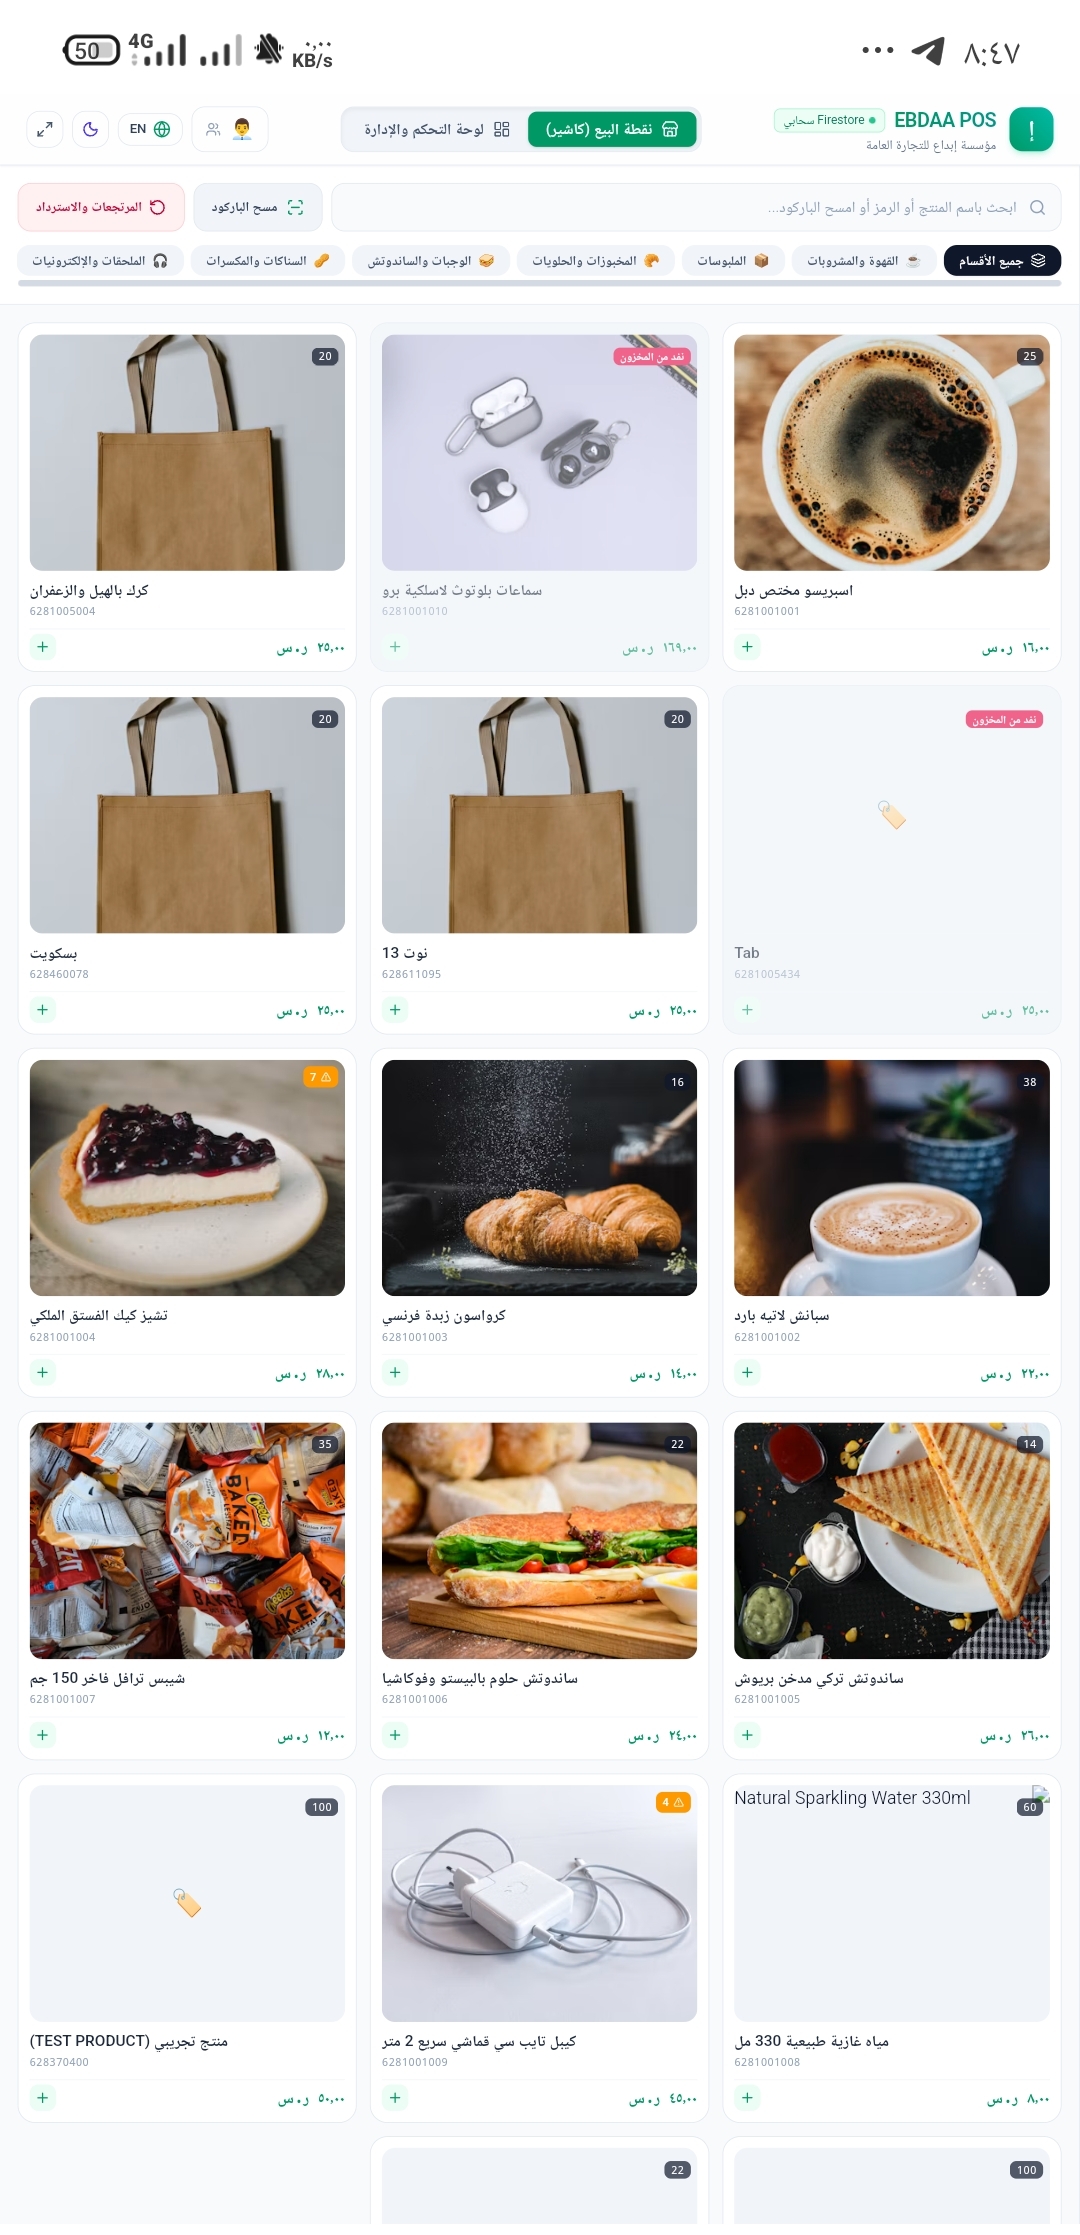 ٨:٤٧
٠,٠٠ KB/s
4G
50
EBDAA POS
Firestore سحابي
مؤسسة إبداع للتجارة العامة
إ
نقطة البيع (كاشير)
لوحة التحكم والإدارة
EN
ابحث باسم المنتج أو الرمز أو امسح الباركود...
مسح الباركود
المرتجعات والاسترداد
جميع الأقسام
القهوة والمشروبات
الملبوسات
المخبوزات والحلويات
الوجبات والساندوتش
السناكات والمكسرات
الملحقات والإلكترونيات
25
اسبريسو مختص دبل
6281001001
١٦,٠٠ ر.س
نفد من المخزون
سماعات بلوتوث لاسلكية برو
6281001010
١٦٩,٠٠ ر.س
20
كرك بالهيل والزعفران
6281005004
٢٥,٠٠ ر.س
نفد من المخزون
Tab
6281005434
٢٥,٠٠ ر.س
20
نوت 13
628611095
٢٥,٠٠ ر.س
20
بسكويت
628460078
٢٥,٠٠ ر.س
38
سبانش لاتيه بارد
6281001002
٢٢,٠٠ ر.س
16
كرواسون زبدة فرنسي
6281001003
١٤,٠٠ ر.س
7
تشيز كيك الفستق الملكي
6281001004
٢٨,٠٠ ر.س
14
ساندوتش تركي مدخن بريوش
6281001005
٢٦,٠٠ ر.س
22
ساندوتش حلوم بالبيستو وفوكاشيا
6281001006
٢٤,٠٠ ر.س
35
BAKED
Cheetos
شيبس ترافل فاخر 150 جم
6281001007
١٢,٠٠ ر.س
Natural Sparkling Water 330ml
60
مياه غازية طبيعية 330 مل
6281001008
٨,٠٠ ر.س
4
كيبل تايب سي قماشي سريع 2 متر
6281001009
٤٥,٠٠ ر.س
100
منتج تجريبي (TEST PRODUCT)
628370400
٥٠,٠٠ ر.س
100
22